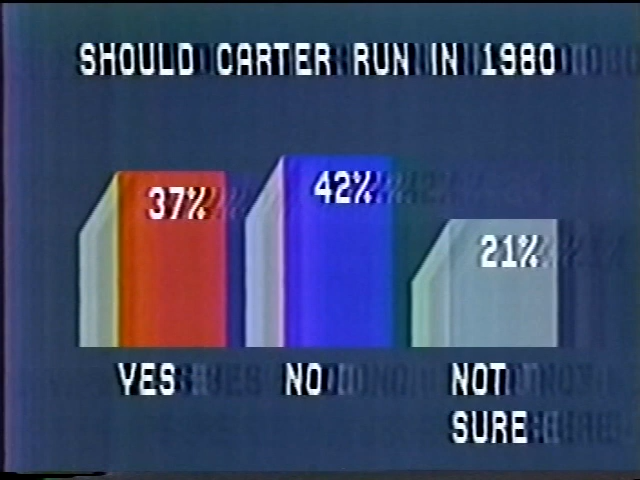 SHOULD CARTER RUN IN 1980
37%
42%
21%
YES
NO
NOT
SURE